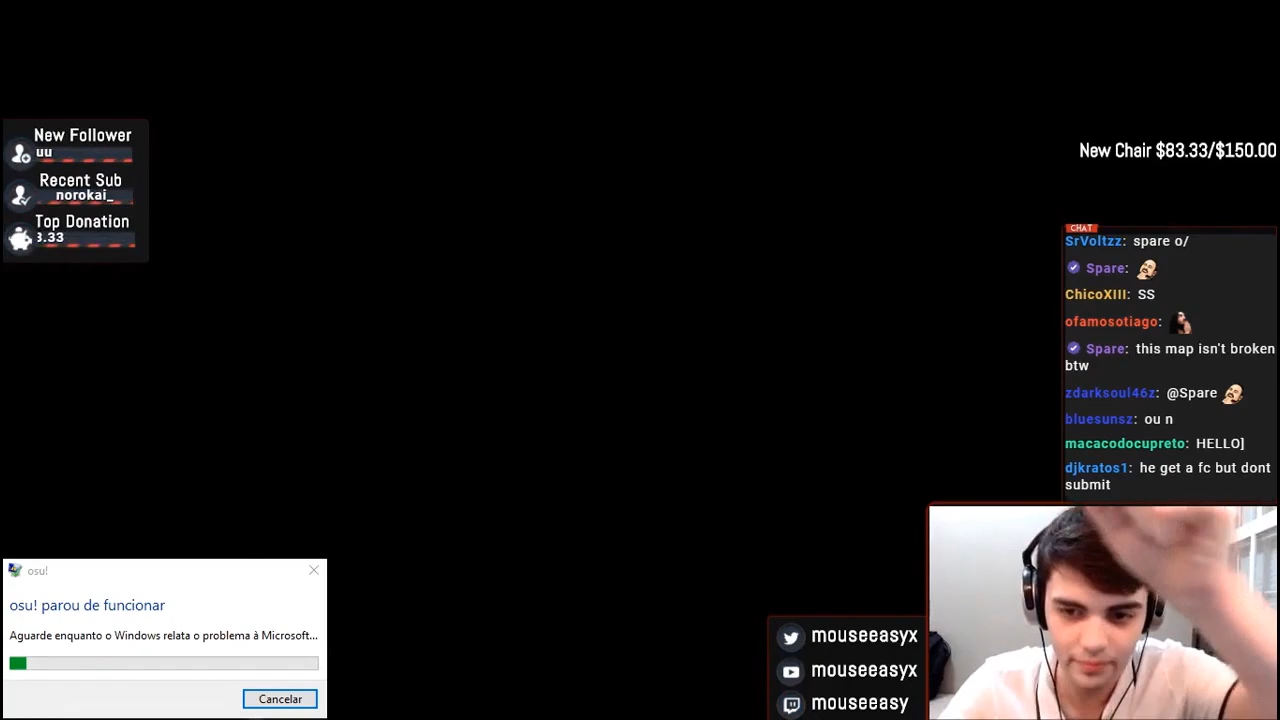 New Follower
uu
Recent Sub
norokai_
Top Donation
3.33
New Chair $83.33/$150.00
CHAT
SrVoltzz: spare o/
Spare:
ChicoXIII: SS
ofamosotiago:
Spare: this map isn't broken
btw
zdarksoul46z: @Spare
bluesunsz: ou n
macacodocupreto: HELLO]
djkratos1: he get a fc but dont
submit
osu!
osu! parou de funcionar
Aguarde enquanto o Windows relata o problema à Microsoft...
Cancelar
mouseeasyx
mouseeasyx
mouseeasy